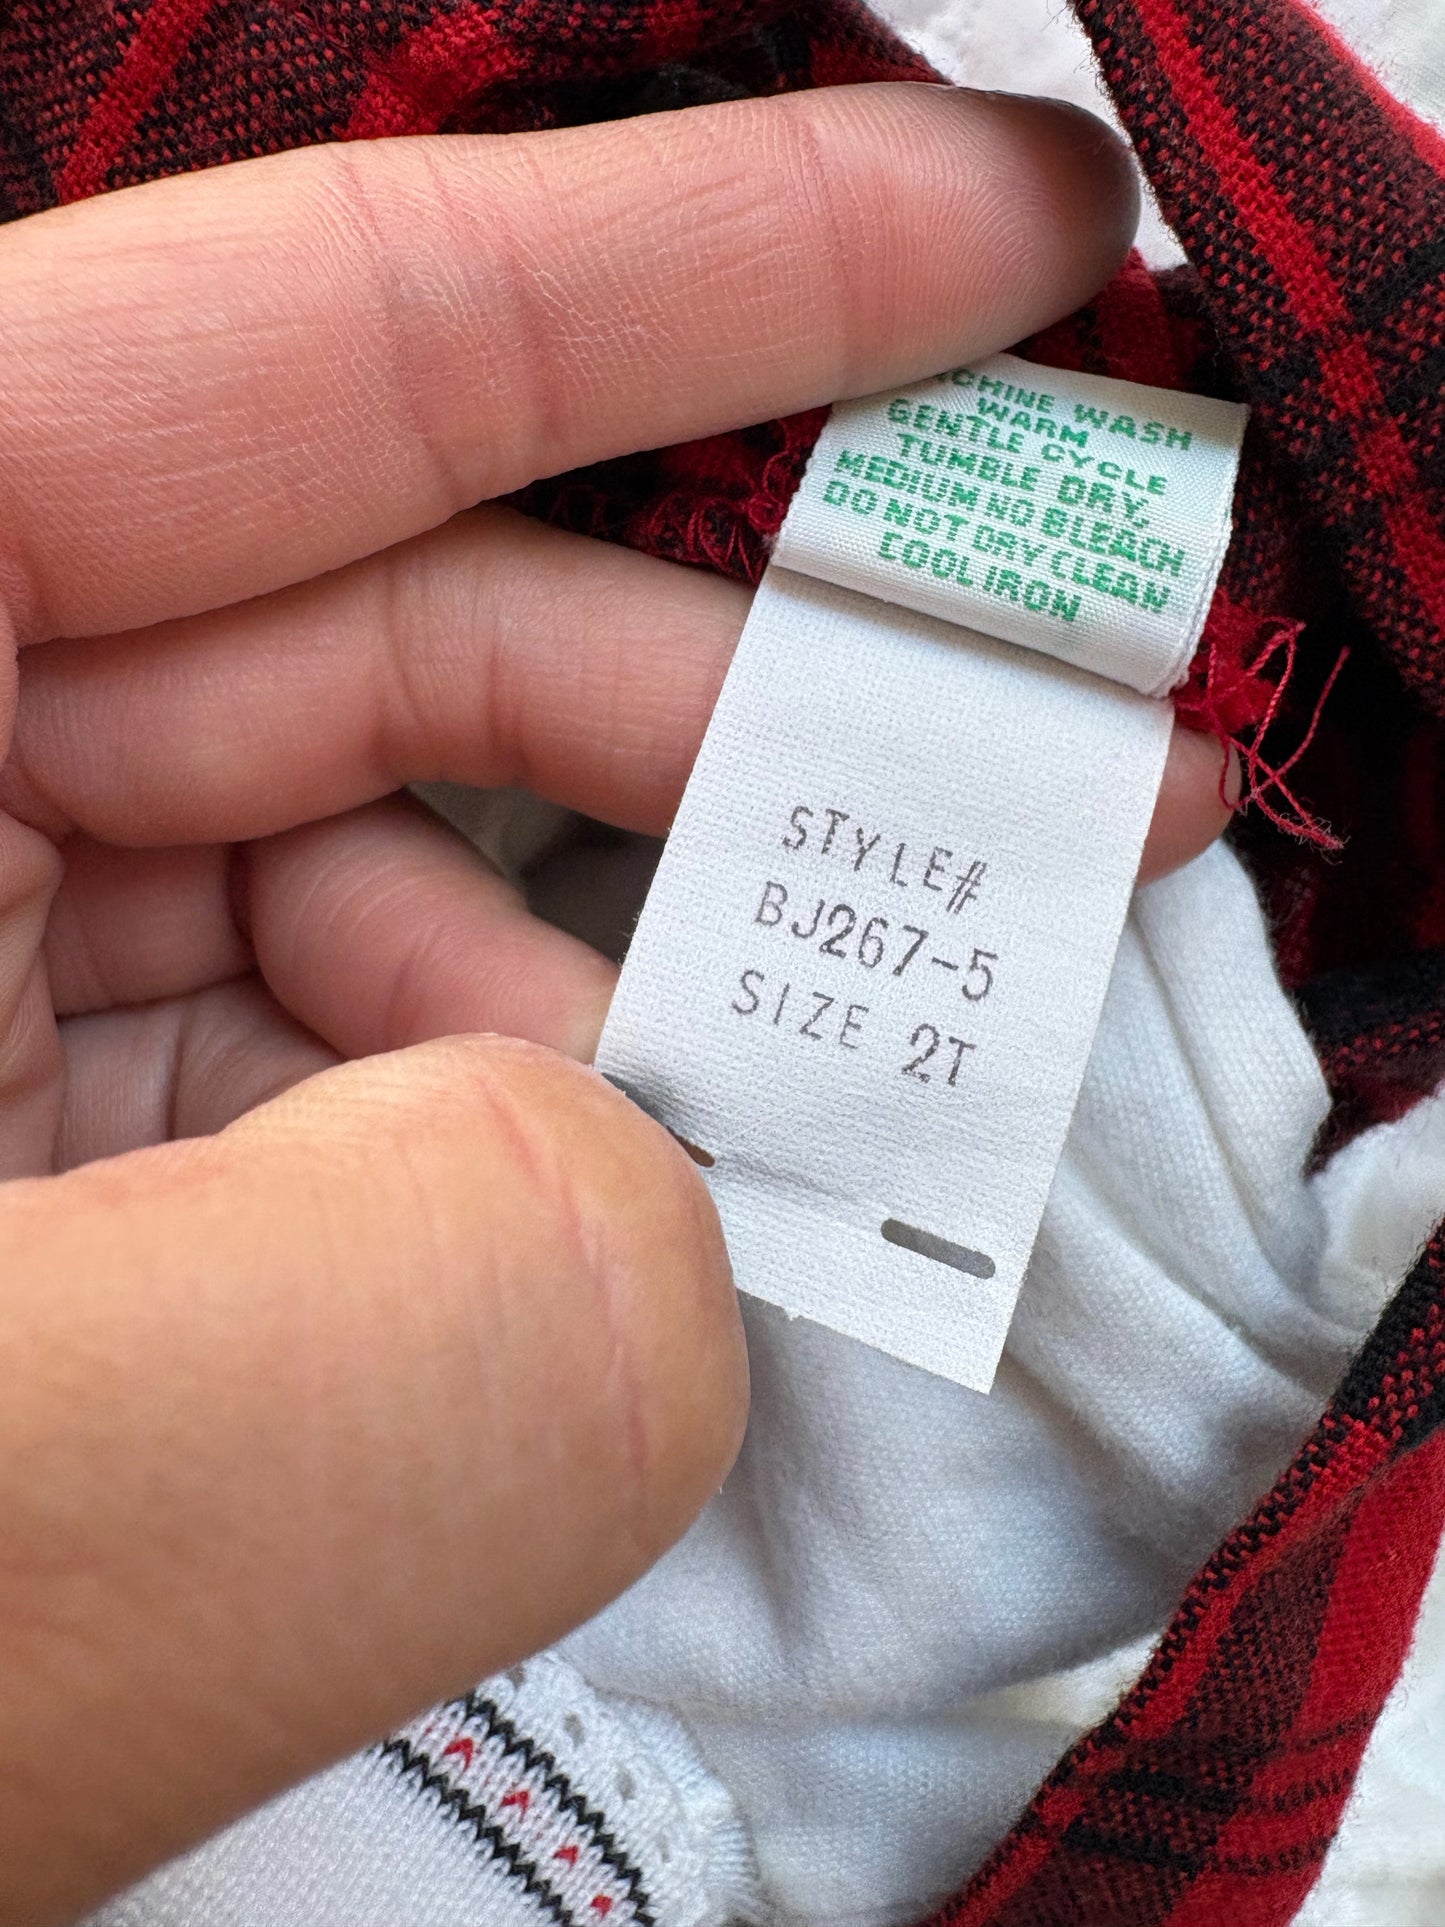 WASH
WARM
GENTLE CYCLE
TUMBLE DRY,
MEDIUM NO BLEACH
DO NOT DRY CLEAN
COOL IRON
STYLE#
BJ267-5
SIZE 2T